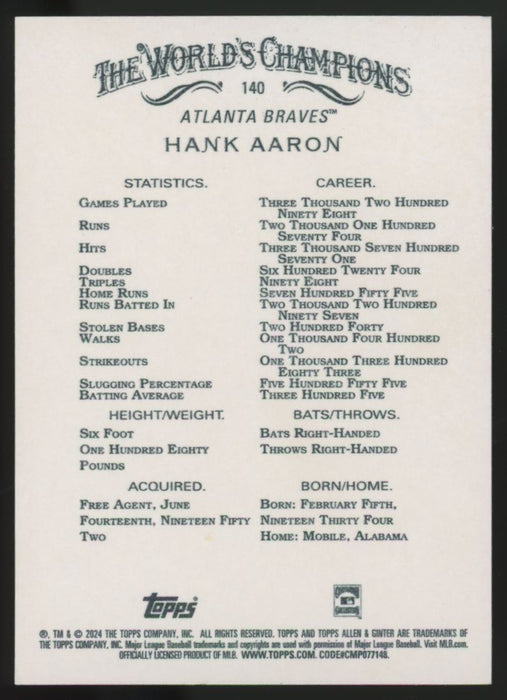 THE WORLD'S CHAMPIONS
140
ATLANTA BRAVES™
HANK AARON
STATISTICS. CAREER.
GAMES PLAYED THREE THOUSAND TWO HUNDRED
NINETY EIGHT
RUNS TWO THOUSAND ONE HUNDRED
SEVENTY FOUR
HITS THREE THOUSAND SEVEN HUNDRED
SEVENTY ONE
DOUBLES SIX HUNDRED TWENTY FOUR
TRIPLES NINETY EIGHT
HOME RUNS SEVEN HUNDRED FIFTY FIVE
RUNS BATTED IN TWO THOUSAND TWO HUNDRED
NINETY SEVEN
STOLEN BASES TWO HUNDRED FORTY
WALKS ONE THOUSAND FOUR HUNDRED
TWO
STRIKEOUTS ONE THOUSAND THREE HUNDRED
EIGHTY THREE
SLUGGING PERCENTAGE FIVE HUNDRED FIFTY FIVE
BATTING AVERAGE THREE HUNDRED FIVE
HEIGHT/WEIGHT. BATS/THROWS.
SIX FOOT BATS RIGHT-HANDED
ONE HUNDRED EIGHTY THROWS RIGHT-HANDED
POUNDS
ACQUIRED. BORN/HOME.
FREE AGENT, JUNE BORN: FEBRUARY FIFTH,
FOURTEENTH, NINETEEN FIFTY NINETEEN THIRTY FOUR
TWO HOME: MOBILE, ALABAMA
Topps
®, TM & © 2024 THE TOPPS COMPANY, INC. ALL RIGHTS RESERVED. TOPPS AND TOPPS ALLEN & GINTER ARE TRADEMARKS OF
THE TOPPS COMPANY, INC. Major League Baseball trademarks and copyrights are used with permission of Major League Baseball. Visit MLB.com.
OFFICIALLY LICENSED PRODUCT OF MLB. WWW.TOPPS.COM. CODE#CMP077148.